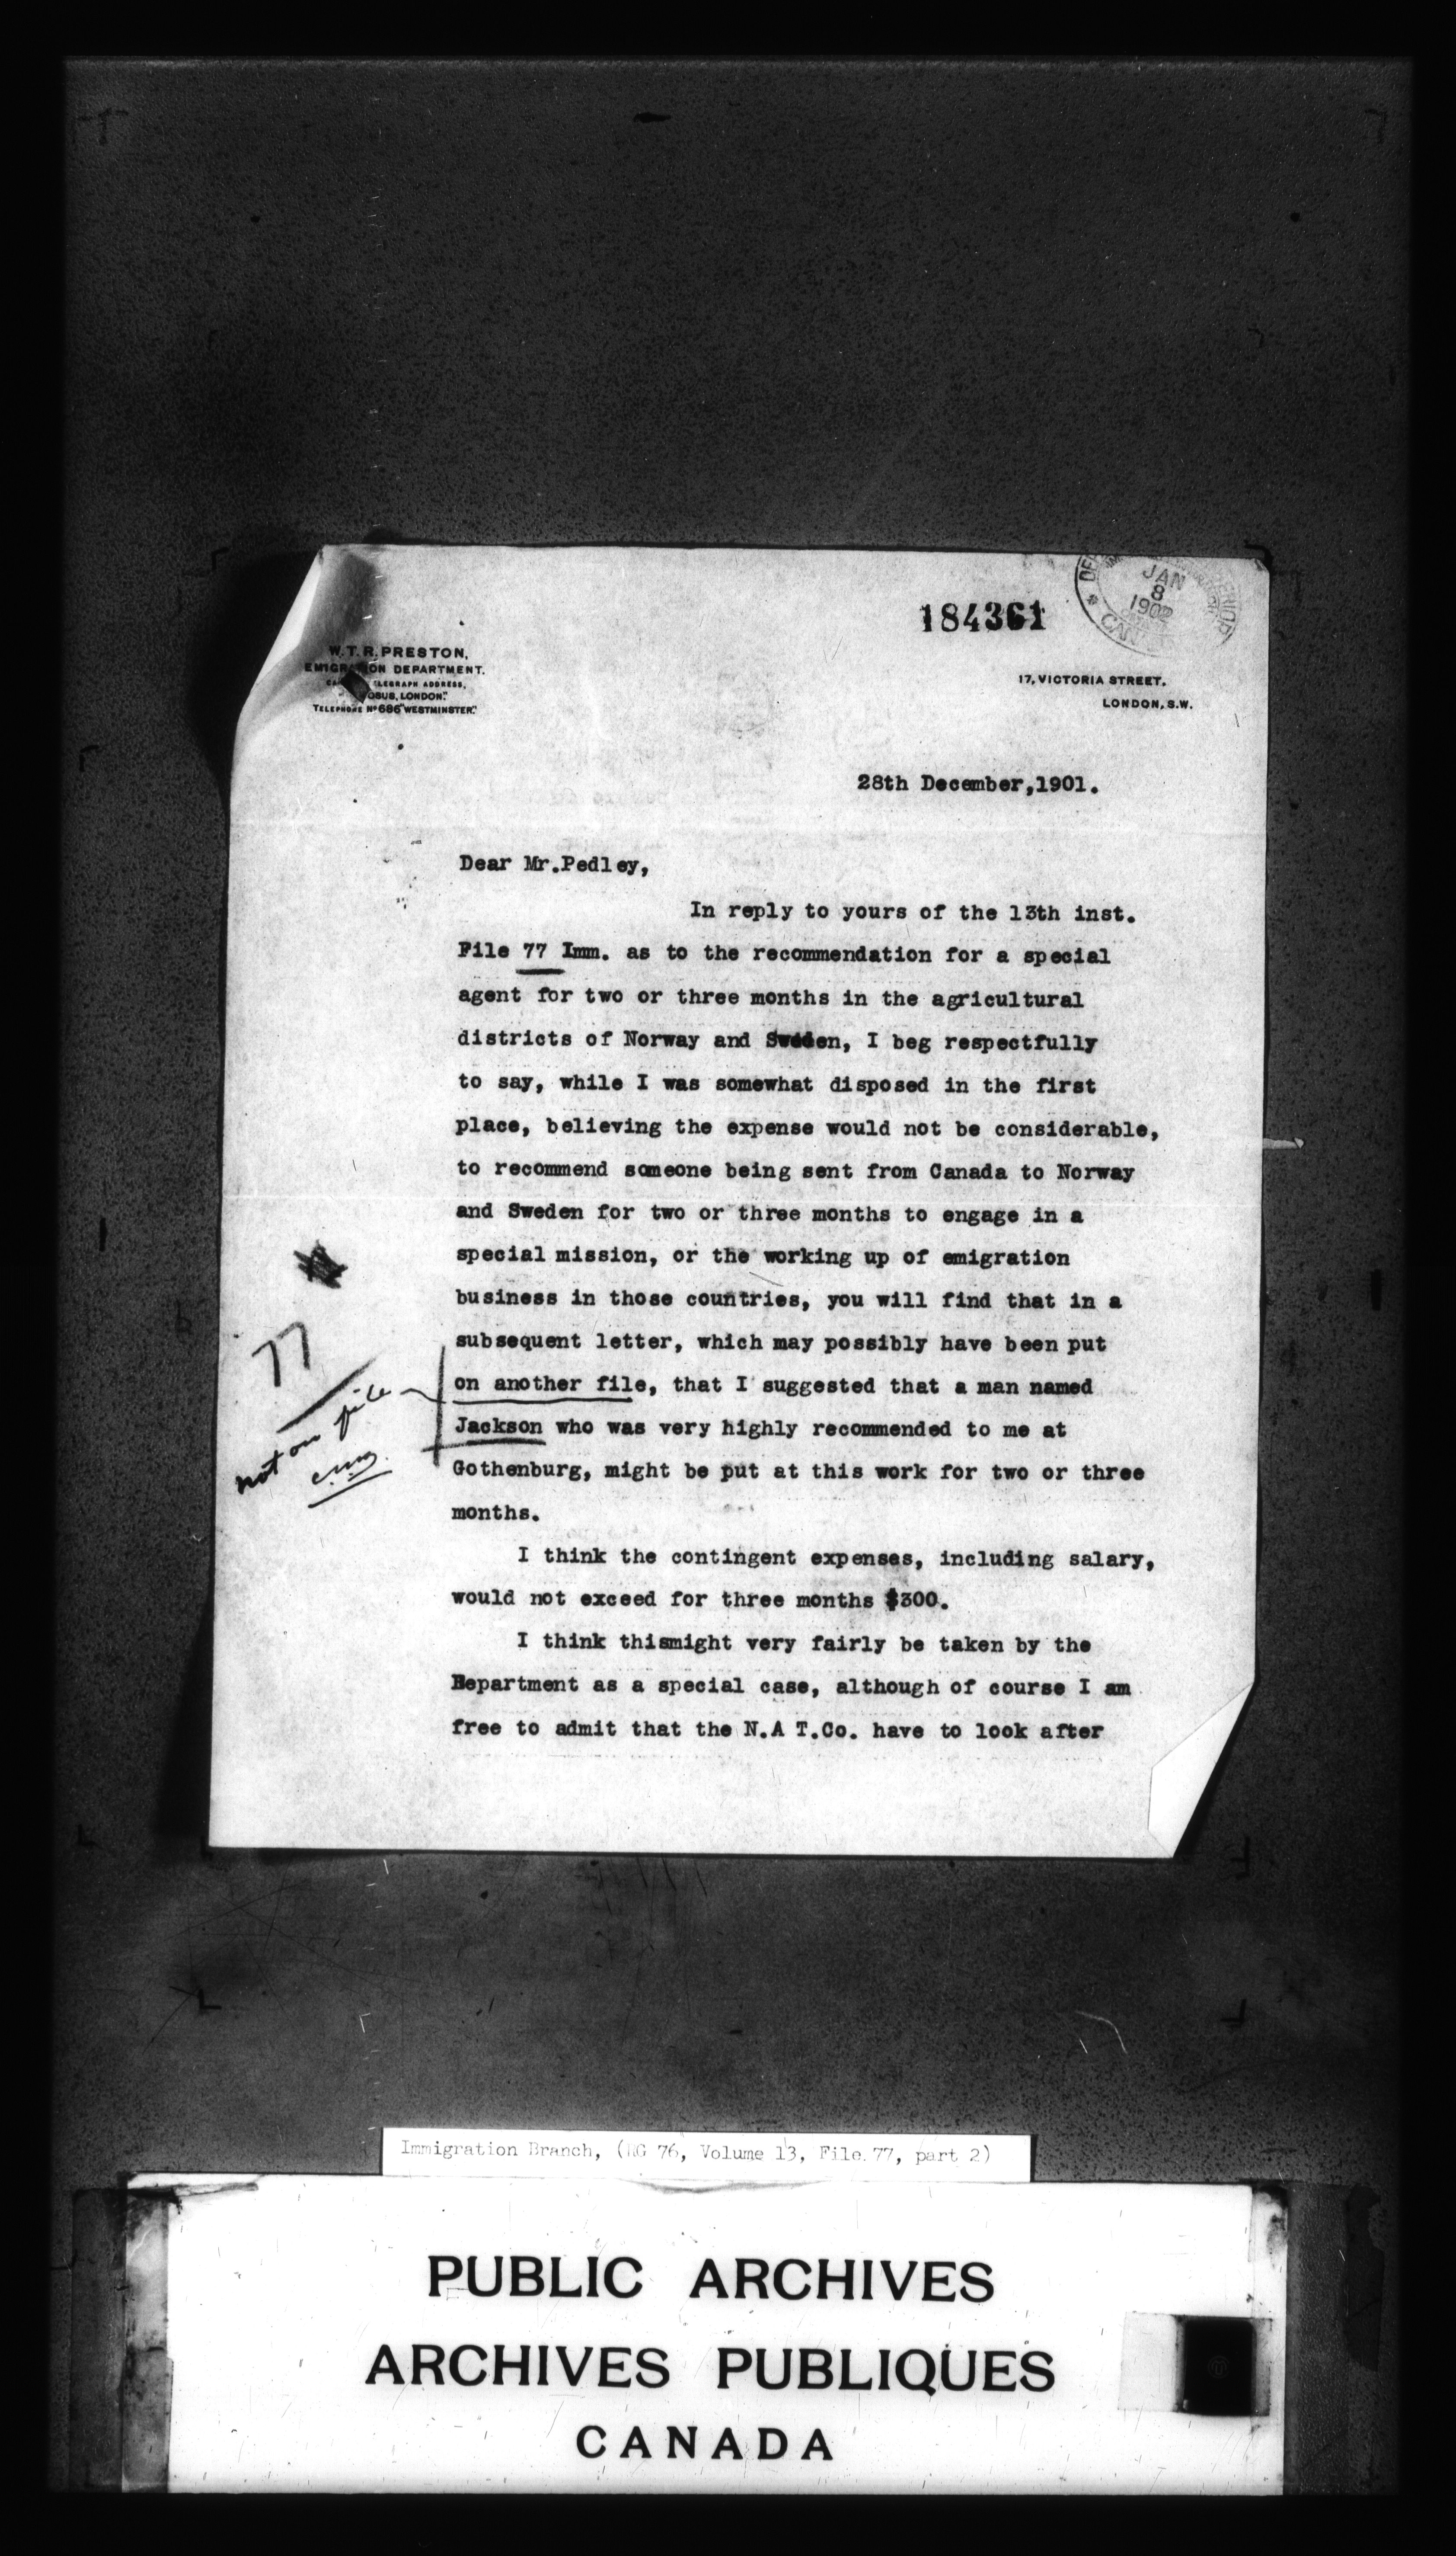 184361
JAN
8
1902
CAN
W.T.R.PRESTON,
EMIGRATION DEPARTMENT.
TELEGRAPH ADDRESS,
LONDON."
TELEPHONE Nº 686 "WESTMINSTER."
17, VICTORIA STREET,
LONDON, S.W.
28th December,1901.
Dear Mr.Pedley,
In reply to yours of the 13th inst.
File 77 Imm. as to the recommendation for a special
agent for two or three months in the agricultural
districts of Norway and Sweden, I beg respectfully
to say, while I was somewhat disposed in the first
place, believing the expense would not be considerable,
to recommend someone being sent from Canada to Norway
and Sweden for two or three months to engage in a
special mission, or the working up of emigration
business in those countries, you will find that in a
subsequent letter, which may possibly have been put
on another file, that I suggested that a man named
Jackson who was very highly recommended to me at
Gothenburg, might be put at this work for two or three
months.
77
not on file
I think the contingent expenses, including salary,
would not exceed for three months $300.
I think thismight very fairly be taken by the
Department as a special case, although of course I am
free to admit that the N.A T.Co. have to look after
Immigration Branch, (RG 76, Volume 13, File 77, part 2)
PUBLIC ARCHIVES
ARCHIVES PUBLIQUES
CANADA